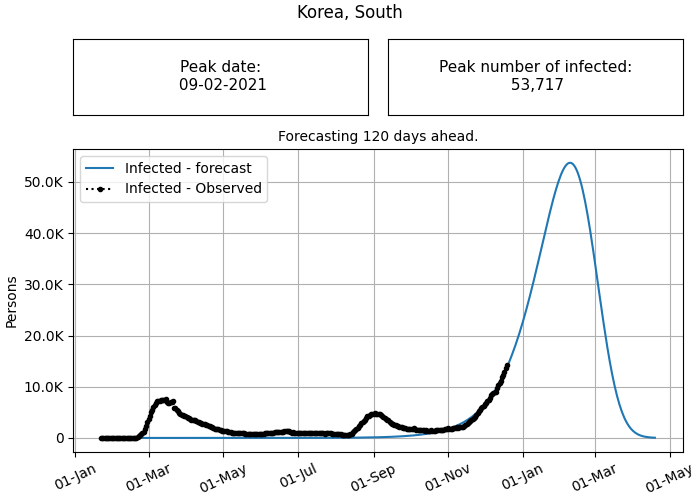 Korea, South
Peak date:
09-02-2021
Peak number of infected:
53,717
Forecasting 120 days ahead.
Infected - forecast
Infected - Observed
Persons
50.0K
40.0K
30.0K
20.0K
10.0K
0
01-Jan
01-Mar
01-May
01-Jul
01-Sep
01-Nov
01-Jan
01-Mar
01-May